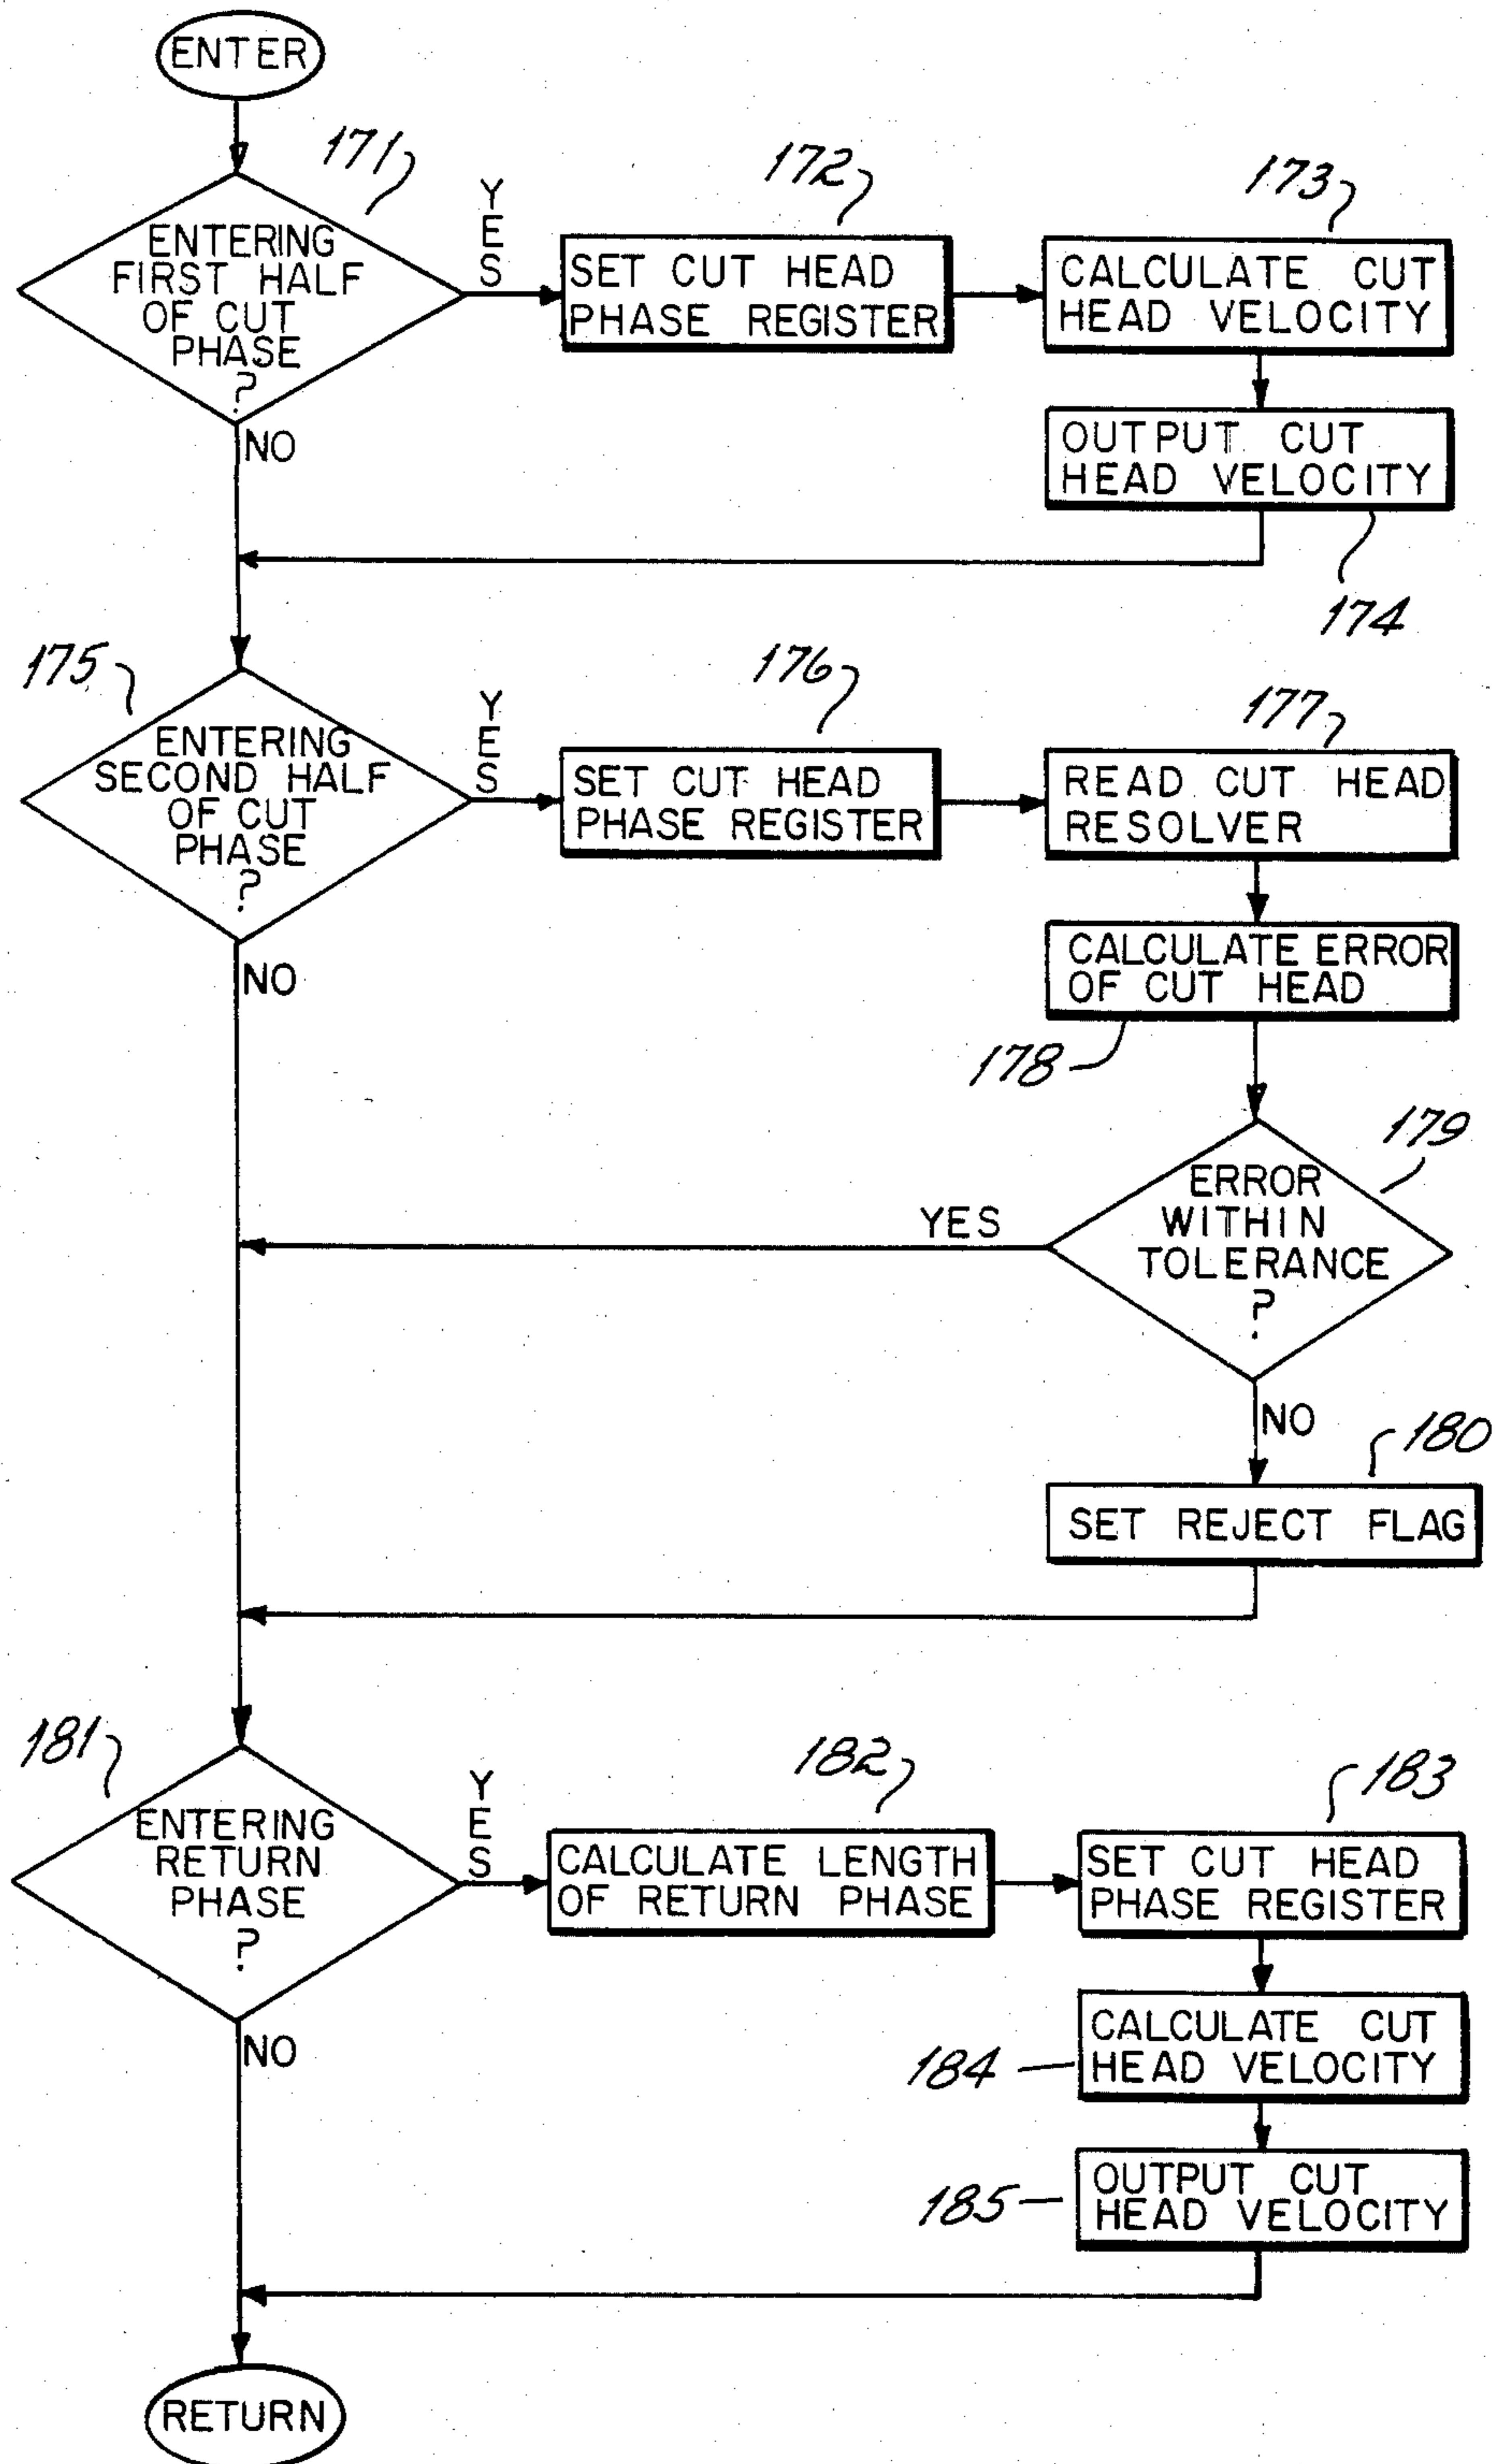 ENTER
171
ENTERING
FIRST HALF
OF CUT
PHASE
?
YES
NO
172
SET CUT HEAD
PHASE REGISTER
173
CALCULATE CUT
HEAD VELOCITY
OUTPUT CUT
HEAD VELOCITY
174
175
ENTERING
SECOND HALF
OF CUT
PHASE
?
YES
NO
176
SET CUT HEAD
PHASE REGISTER
177
READ CUT HEAD
RESOLVER
CALCULATE ERROR
OF CUT HEAD
178
179
ERROR
WITHIN
TOLERANCE
?
YES
NO
180
SET REJECT FLAG
181
ENTERING
RETURN
PHASE
?
YES
NO
182
CALCULATE LENGTH
OF RETURN PHASE
183
SET CUT HEAD
PHASE REGISTER
184
CALCULATE CUT
HEAD VELOCITY
185
OUTPUT CUT
HEAD VELOCITY
RETURN